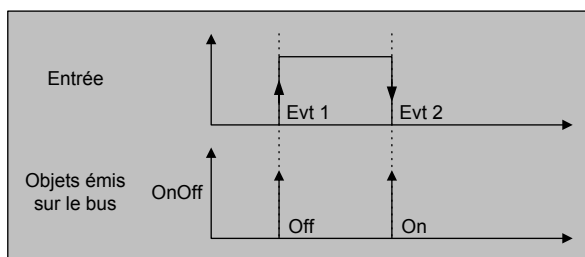 Entrée
Evt 1
Evt 2
Objets émis
sur le bus
OnOff
Off
On